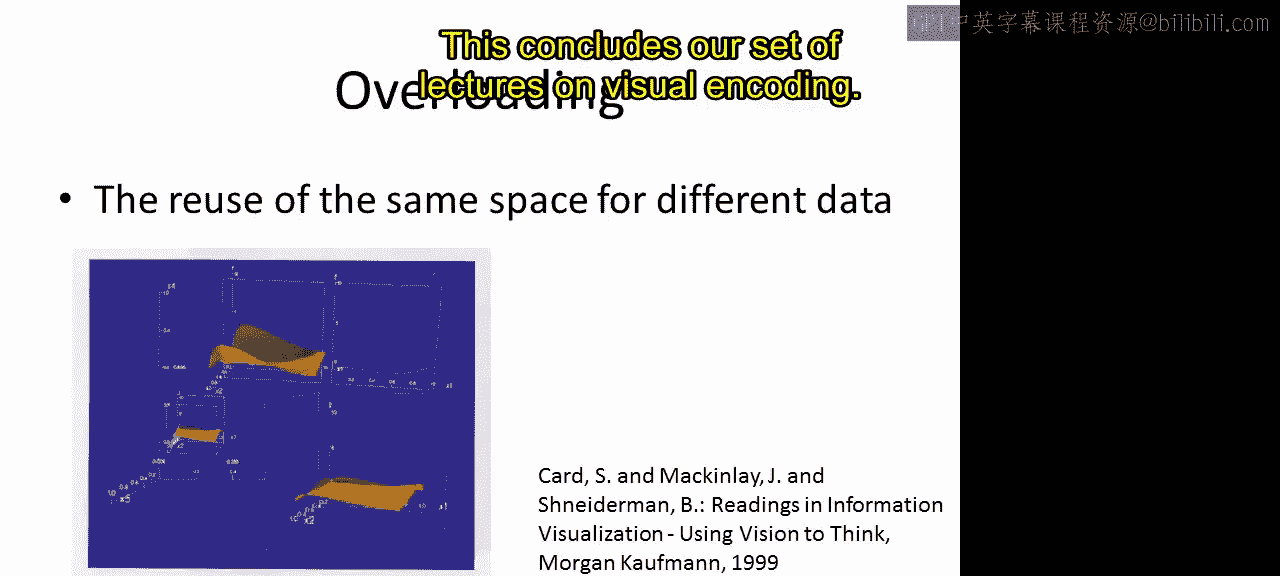 中英字幕课程资源@bilibili.com
This concludes our set of
lectures on visual encoding.
Overloading
• The reuse of the same space for different data
Card, S. and Mackinlay, J. and
Shneiderman, B.: Readings in Information
Visualization - Using Vision to Think,
Morgan Kaufmann, 1999